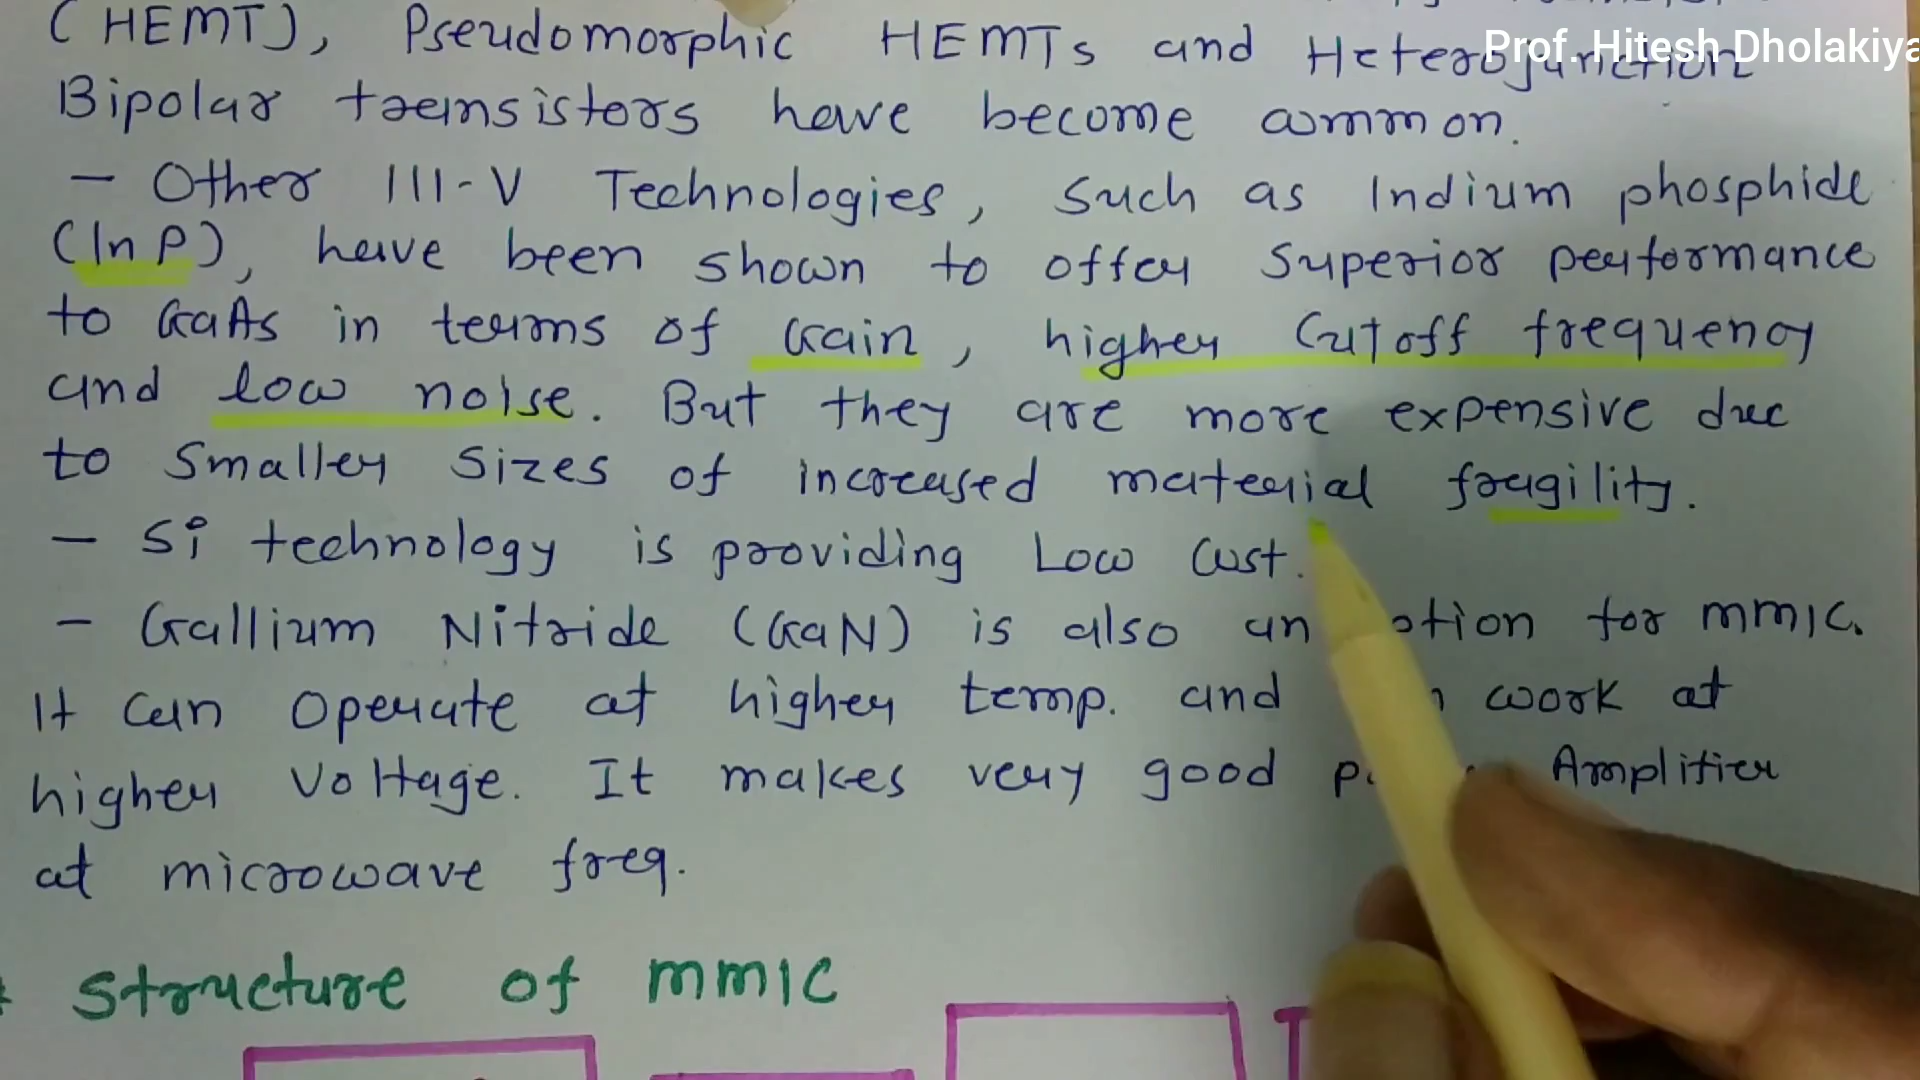 (HEMT), Pseudomorphic HEMTs and Heterojunction
Prof. Hitesh Dholakiya
Bipolar transistors have become common.
- Other III-V Technologies, Such as Indium phosphide
(InP), have been shown to offer Superior performance
to GaAs in terms of Gain, higher Cutoff frequency
and low noise. But they are more expensive due
to Smaller Sizes of increased material fragility.
- Si technology is providing Low Cost.
- Gallium Nitride (GaN) is also an otion for MMIC.
It can operate at higher temp. and work at
higher Voltage. It makes very good Amplifier
at microwave freq.
Structure of MMIC